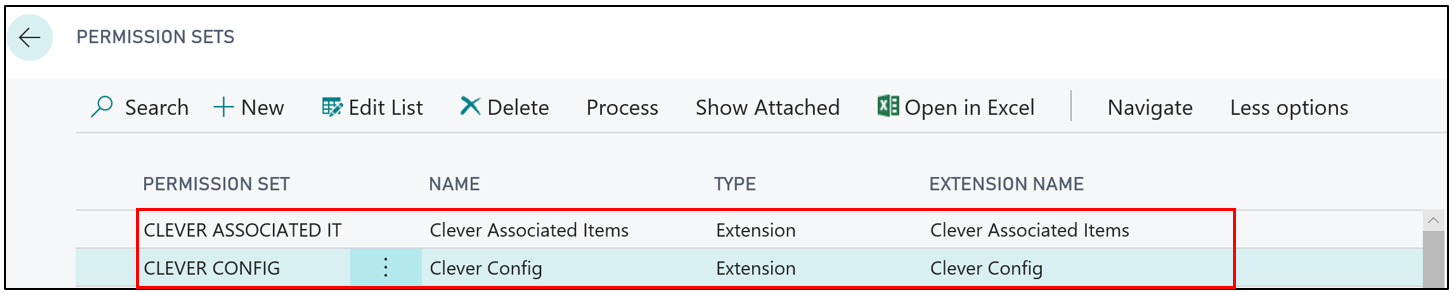 PERMISSION SETS
Search New Edit List Delete Process Show Attached Open in Excel Navigate Less options
PERMISSION SET NAME TYPE EXTENSION NAME
CLEVER ASSOCIATED IT Clever Associated Items Extension Clever Associated Items
CLEVER CONFIG Clever Config Extension Clever Config